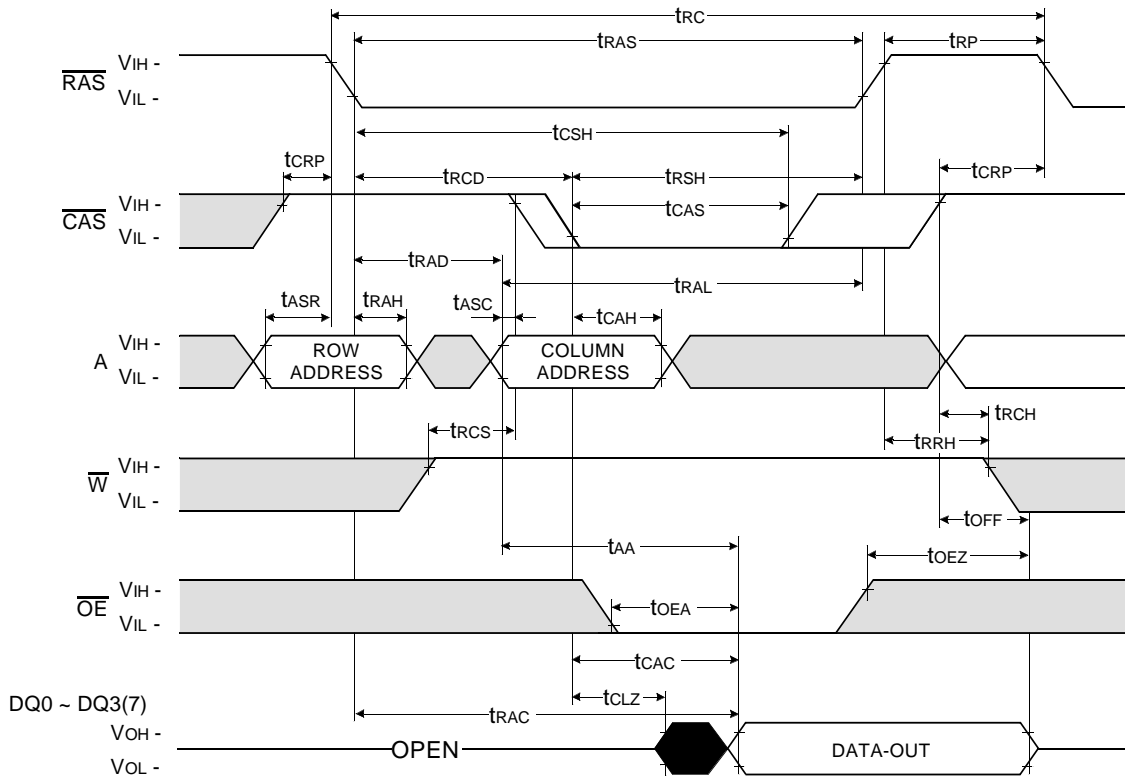 tRC
tRAS
tRP
RAS
VIH -
VIL -
tCSH
tCRP
tRCD
tRSH
tCRP
CAS
VIH -
VIL -
tCAS
tRAD
tRAL
tASR
tRAH
tASC
tCAH
A
VIH -
VIL -
ROW
ADDRESS
COLUMN
ADDRESS
tRCS
tRCH
tRRH
W
VIH -
VIL -
tOFF
tAA
tOEZ
OE
VIH -
VIL -
tOEA
tCAC
tCLZ
DQ0 ~ DQ3(7)
tRAC
VOH -
VOL -
OPEN
DATA-OUT